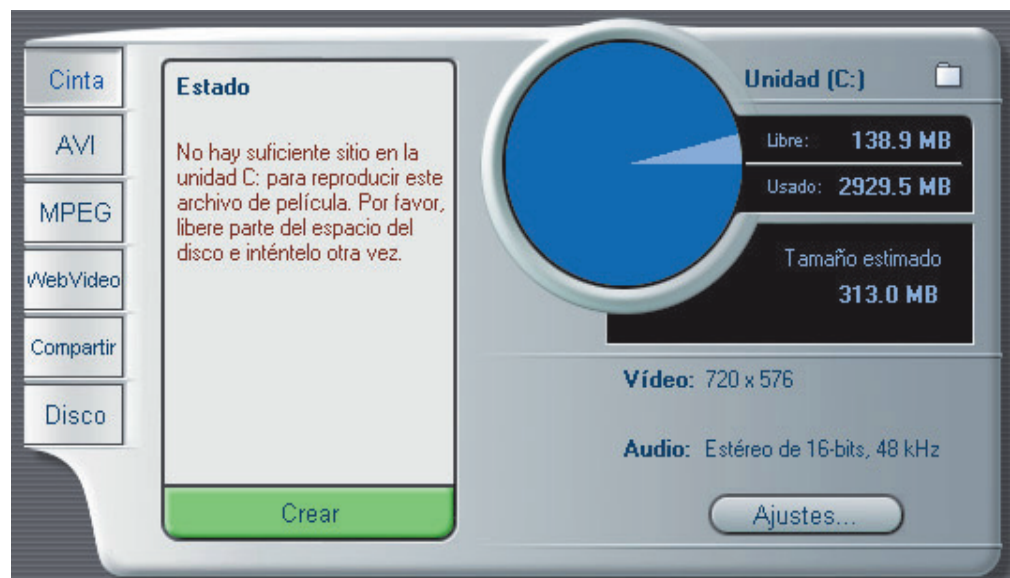 Cinta
AVI
MPEG
WebVideo
Compartir
Disco
Estado
No hay suficiente sitio en la
unidad C: para reproducir este
archivo de película. Por favor,
libere parte del espacio del
disco e inténtelo otra vez.
Crear
Unidad (C:)
Libre: 138.9 MB
Usado: 2929.5 MB
Tamaño estimado
313.0 MB
Vídeo: 720 x 576
Audio: Estéreo de 16-bits, 48 kHz
Ajustes...